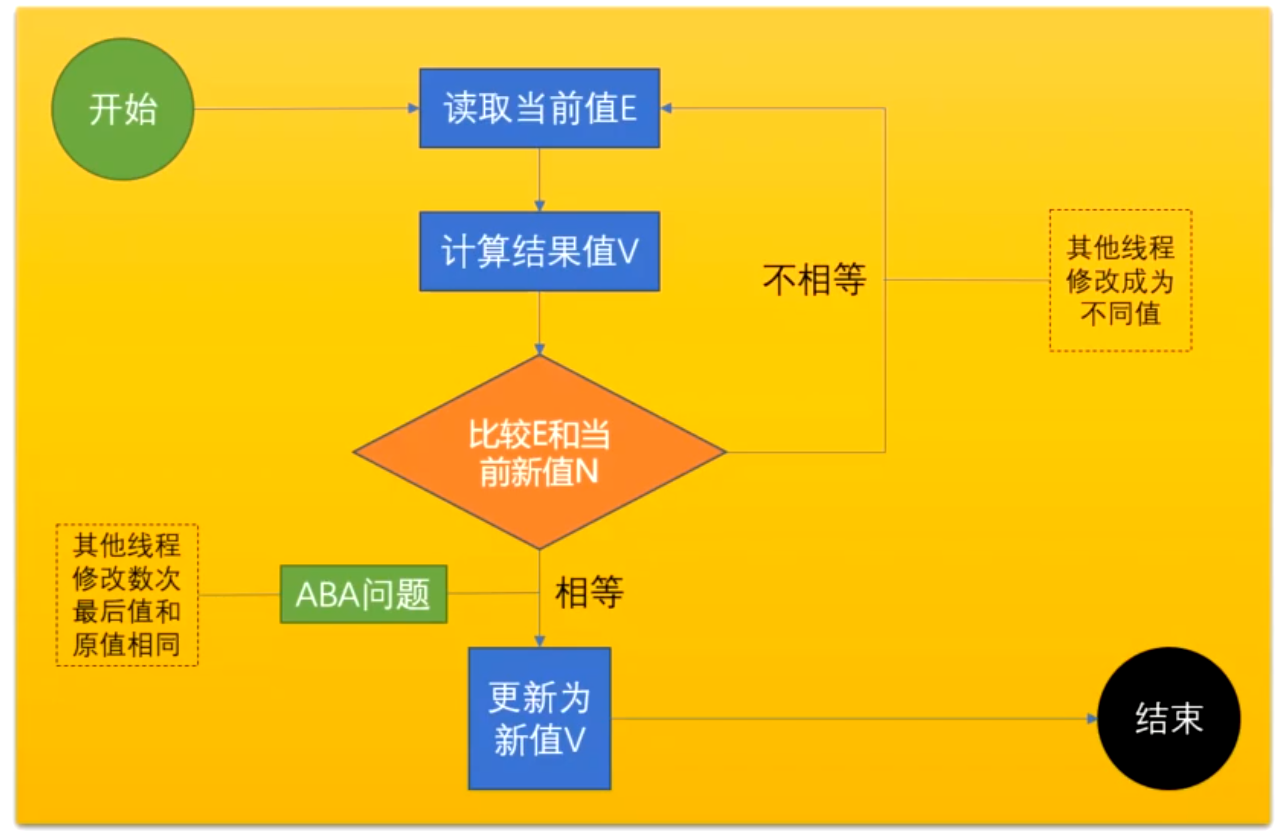 开始
读取当前值E
计算结果值V
不相等
其他线程
修改成为
不同值
比较E和当
前新值N
其他线程
修改数次
最后值和
原值相同
ABA问题
相等
更新为
新值V
结束